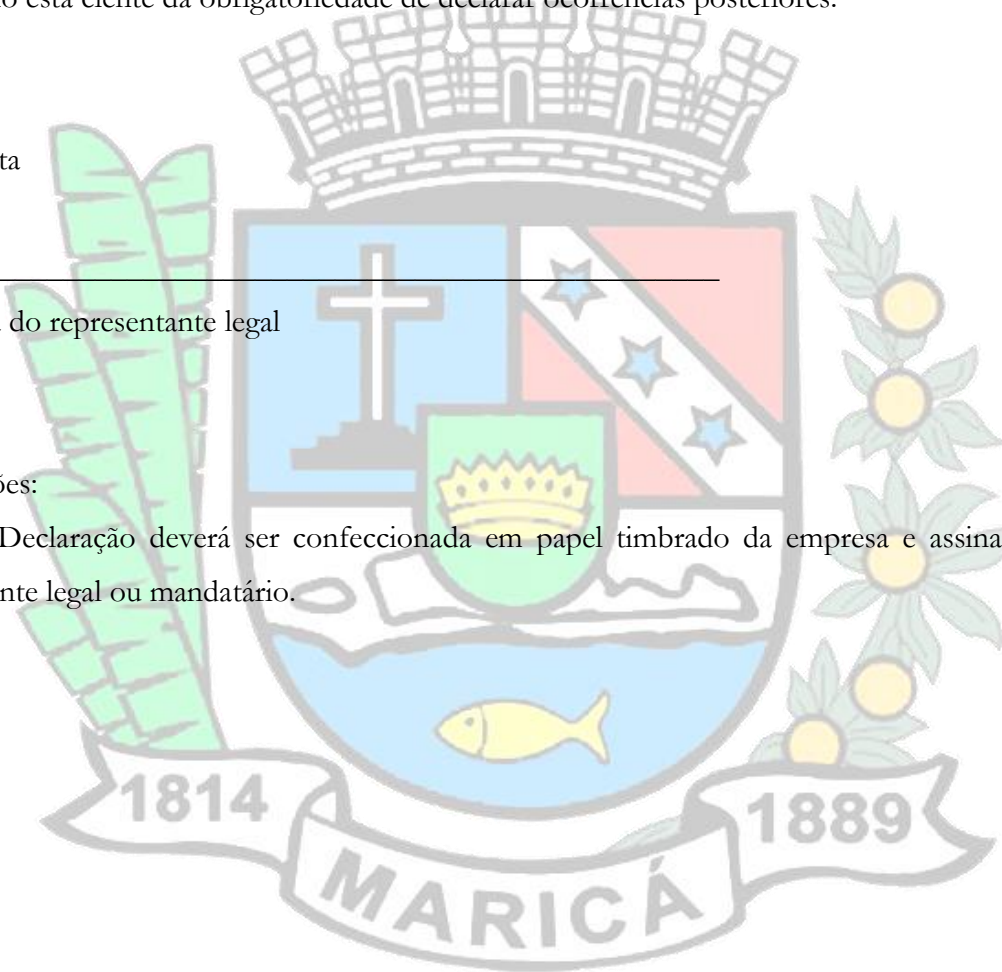 o está ciente da obrigatoriedade de declarar ocorrências posteriores.
ta
do representante legal
ões:
Declaração deverá ser confeccionada em papel timbrado da empresa e assina
nte legal ou mandatário.
1814
1889
MARICÁ